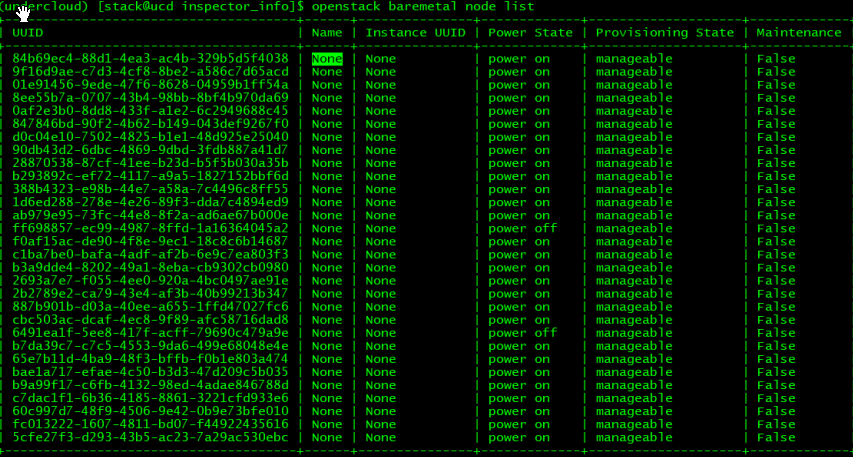 (undercloud) [stack@ucd inspector_info]$ openstack baremetal node list
| UUID | Name | Instance UUID | Power State | Provisioning State | Maintenance |
| 84b69ec4-88d1-4ea3-ac4b-329b5d5f4038 | None | None | power on | manageable | False |
| 9f16d9ae-c7d3-4cf8-8be2-a586c7d65acd | None | None | power on | manageable | False |
| 01e91456-9ede-47f6-8628-04959b1ff54a | None | None | power on | manageable | False |
| 8ee55b7a-0707-43b4-98bb-8bf4b970da69 | None | None | power on | manageable | False |
| 0af2e3b0-8dd8-433f-a1e2-6c2949688c45 | None | None | power on | manageable | False |
| 847846bd-90f2-4b62-b149-043def9267f0 | None | None | power on | manageable | False |
| d0c04e10-7502-4825-b1e1-48d925e25040 | None | None | power on | manageable | False |
| 90db43d2-6dbc-4869-9dbd-3fdb887a41d7 | None | None | power on | manageable | False |
| 28870538-87cf-41ee-b23d-b5f5b030a35b | None | None | power on | manageable | False |
| b293892c-ef72-4117-a9a5-1827152bbf6d | None | None | power on | manageable | False |
| 388b4323-e98b-44e7-a58a-7c4496c8ff55 | None | None | power on | manageable | False |
| 1d6ed288-278e-4e26-89f3-dda7c4894ed9 | None | None | power on | manageable | False |
| ab979e95-73fc-44e8-8f2a-ad6ae67b000e | None | None | power on | manageable | False |
| ff698857-ec99-4987-8ffd-1a16364045a2 | None | None | power off | manageable | False |
| f0af15ac-de90-4f8e-9ec1-18c8c6b14687 | None | None | power on | manageable | False |
| c1ba7be0-bafa-4adf-af2b-6e9c7ea803f3 | None | None | power on | manageable | False |
| b3a9dde4-8202-49a1-8eba-cb9302cb0980 | None | None | power on | manageable | False |
| 2693a7e7-f055-4ee0-920a-4bc0497ae91e | None | None | power on | manageable | False |
| 2b2789e2-ca79-43e4-af3b-40b99213b347 | None | None | power on | manageable | False |
| 887b901b-d03a-40ee-a655-1ffd47027fc6 | None | None | power on | manageable | False |
| cbc503ac-dcaf-4ec8-9f89-afc58716dad8 | None | None | power on | manageable | False |
| 6491ea1f-5ee8-417f-acff-79690c479a9e | None | None | power off | manageable | False |
| b7da39c7-c7c5-4553-9da6-499e68048e4e | None | None | power on | manageable | False |
| 65e7b11d-4ba9-48f3-bffb-f0b1e803a474 | None | None | power on | manageable | False |
| bae1a717-efae-4c50-b3d3-47d209c5b035 | None | None | power on | manageable | False |
| b9a99f17-c6fb-4132-98ed-4adae846788d | None | None | power on | manageable | False |
| c7dac1f1-6b36-4185-8861-3221cfd933e6 | None | None | power on | manageable | False |
| 60c997d7-48f9-4506-9e42-0b9e73bfe010 | None | None | power on | manageable | False |
| fc013222-1607-4811-bd07-f44922435616 | None | None | power on | manageable | False |
| 5cfe27f3-d293-43b5-ac23-7a29ac530ebc | None | None | power on | manageable | False |